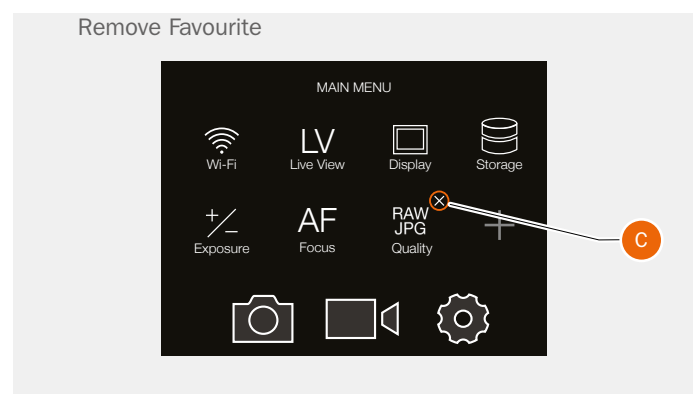 Remove Favourite
MAIN MENU
Wi-Fi
LV
Live View
Display
Storage
+/-
Exposure
AF
Focus
RAW
JPG
Quality
C